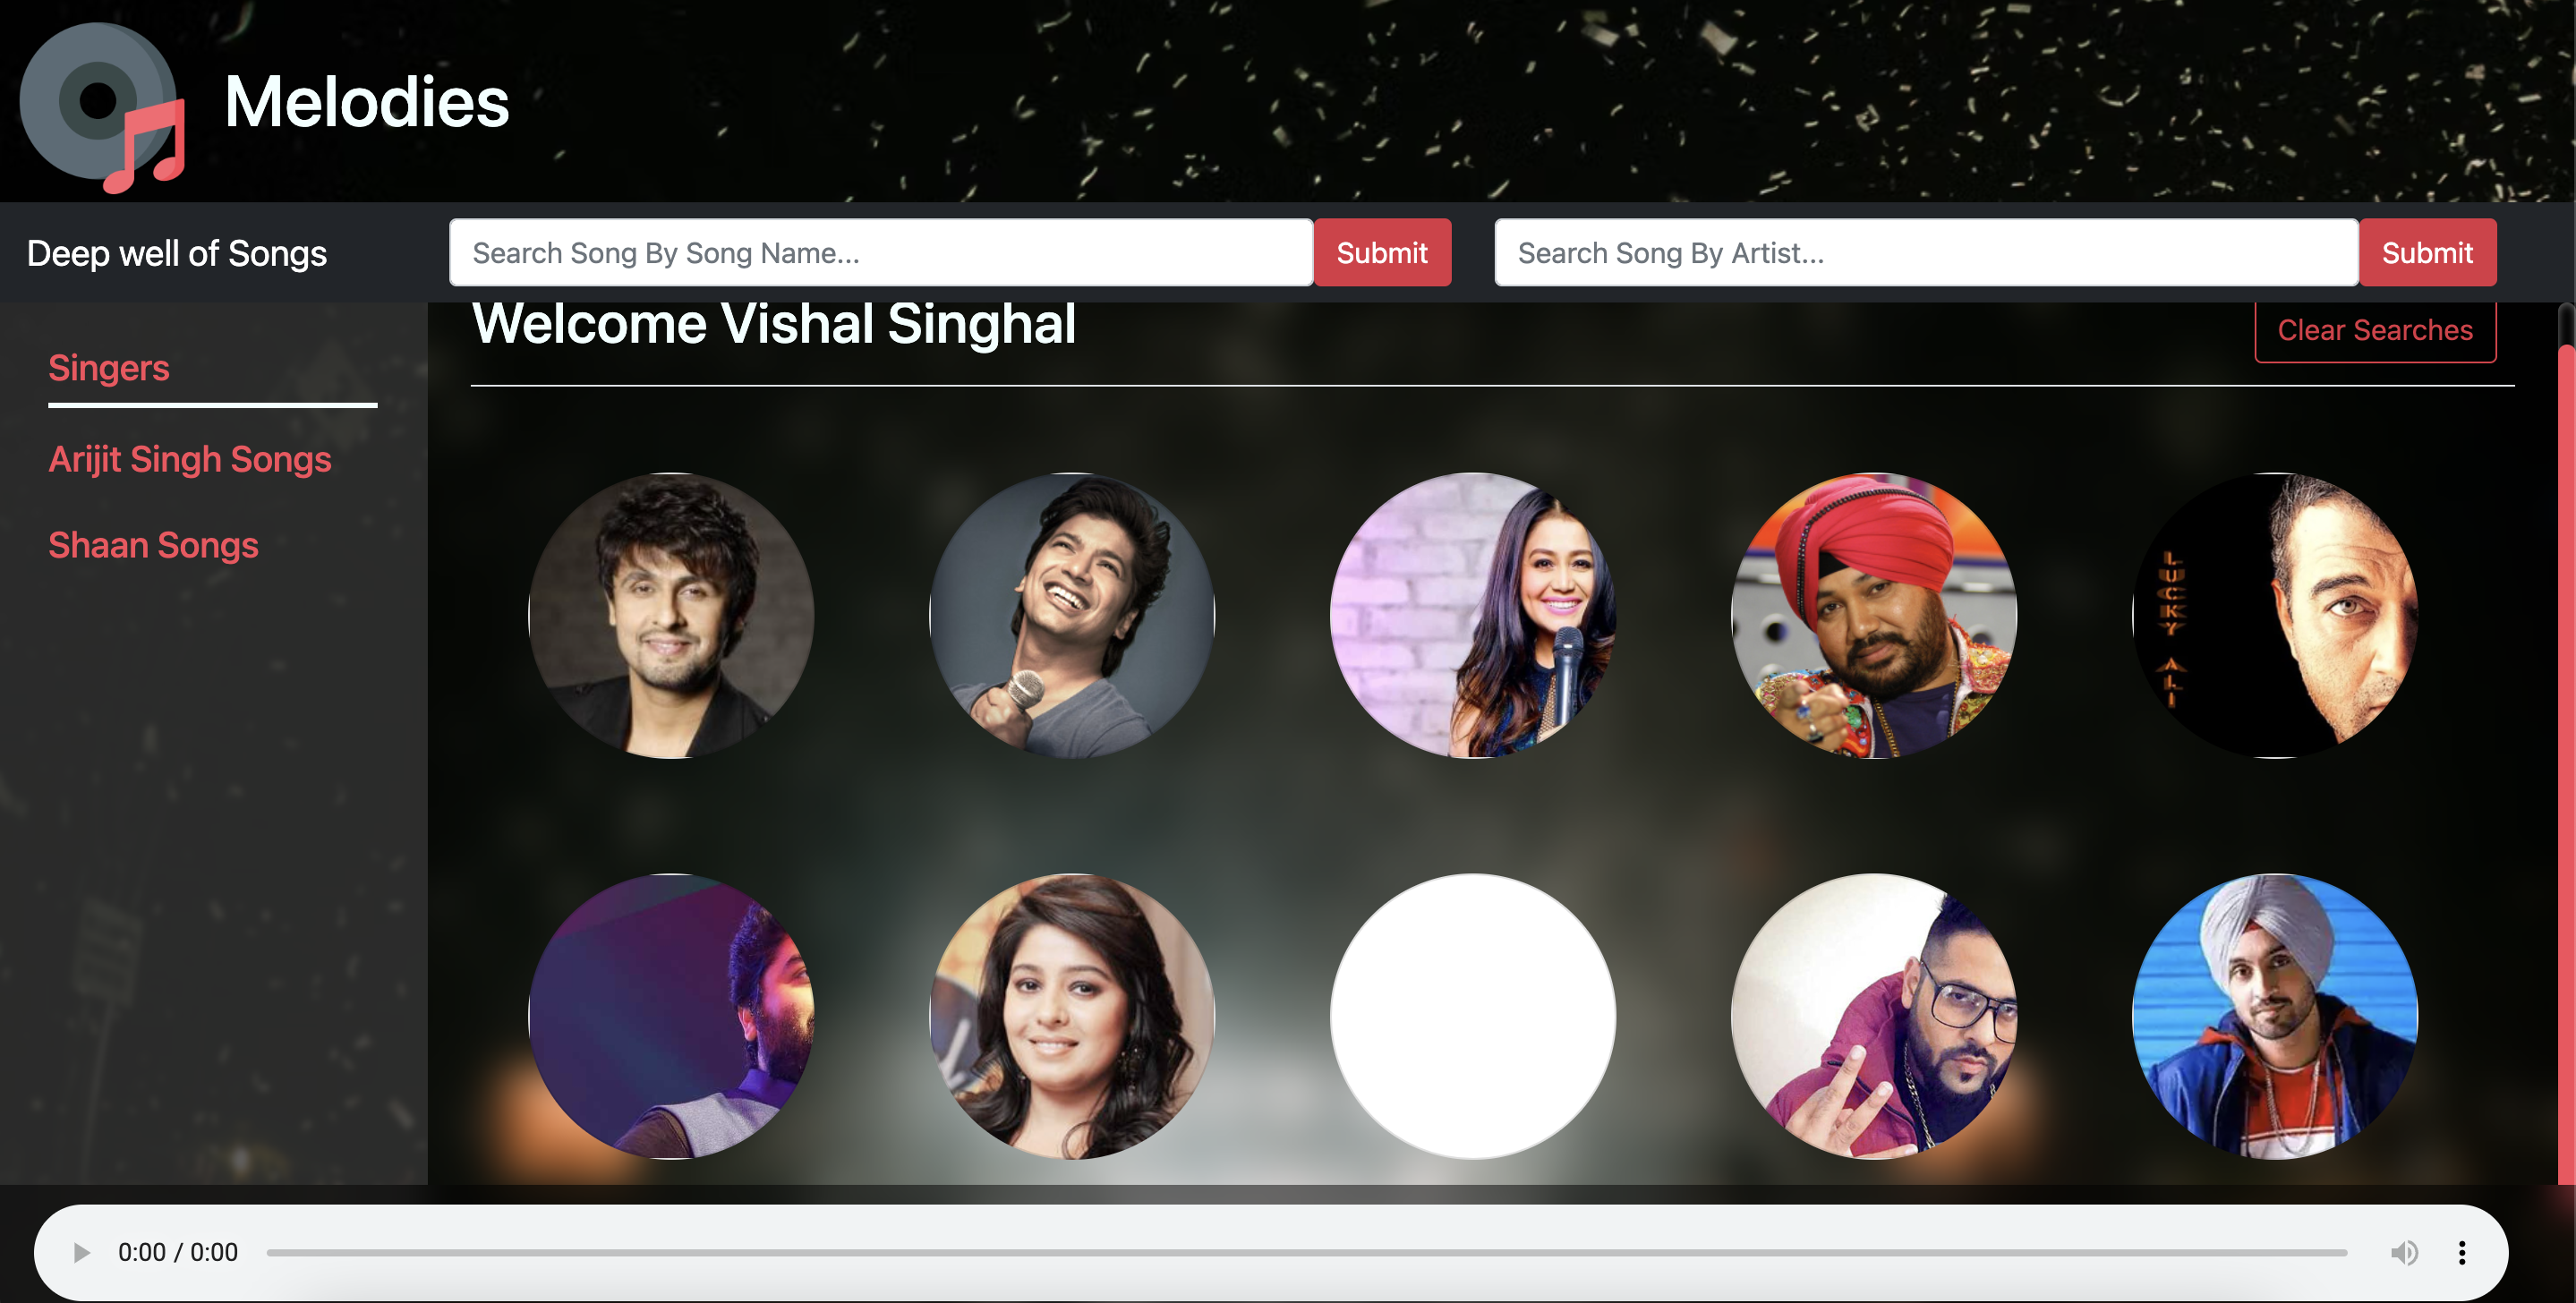 Melodies
Deep well of Songs
Search Song By Song Name...
Submit
Search Song By Artist...
Submit
Welcome Vishal Singhal
Clear Searches
Singers
Arijit Singh Songs
Shaan Songs
LUCKY ALI
0:00 / 0:00